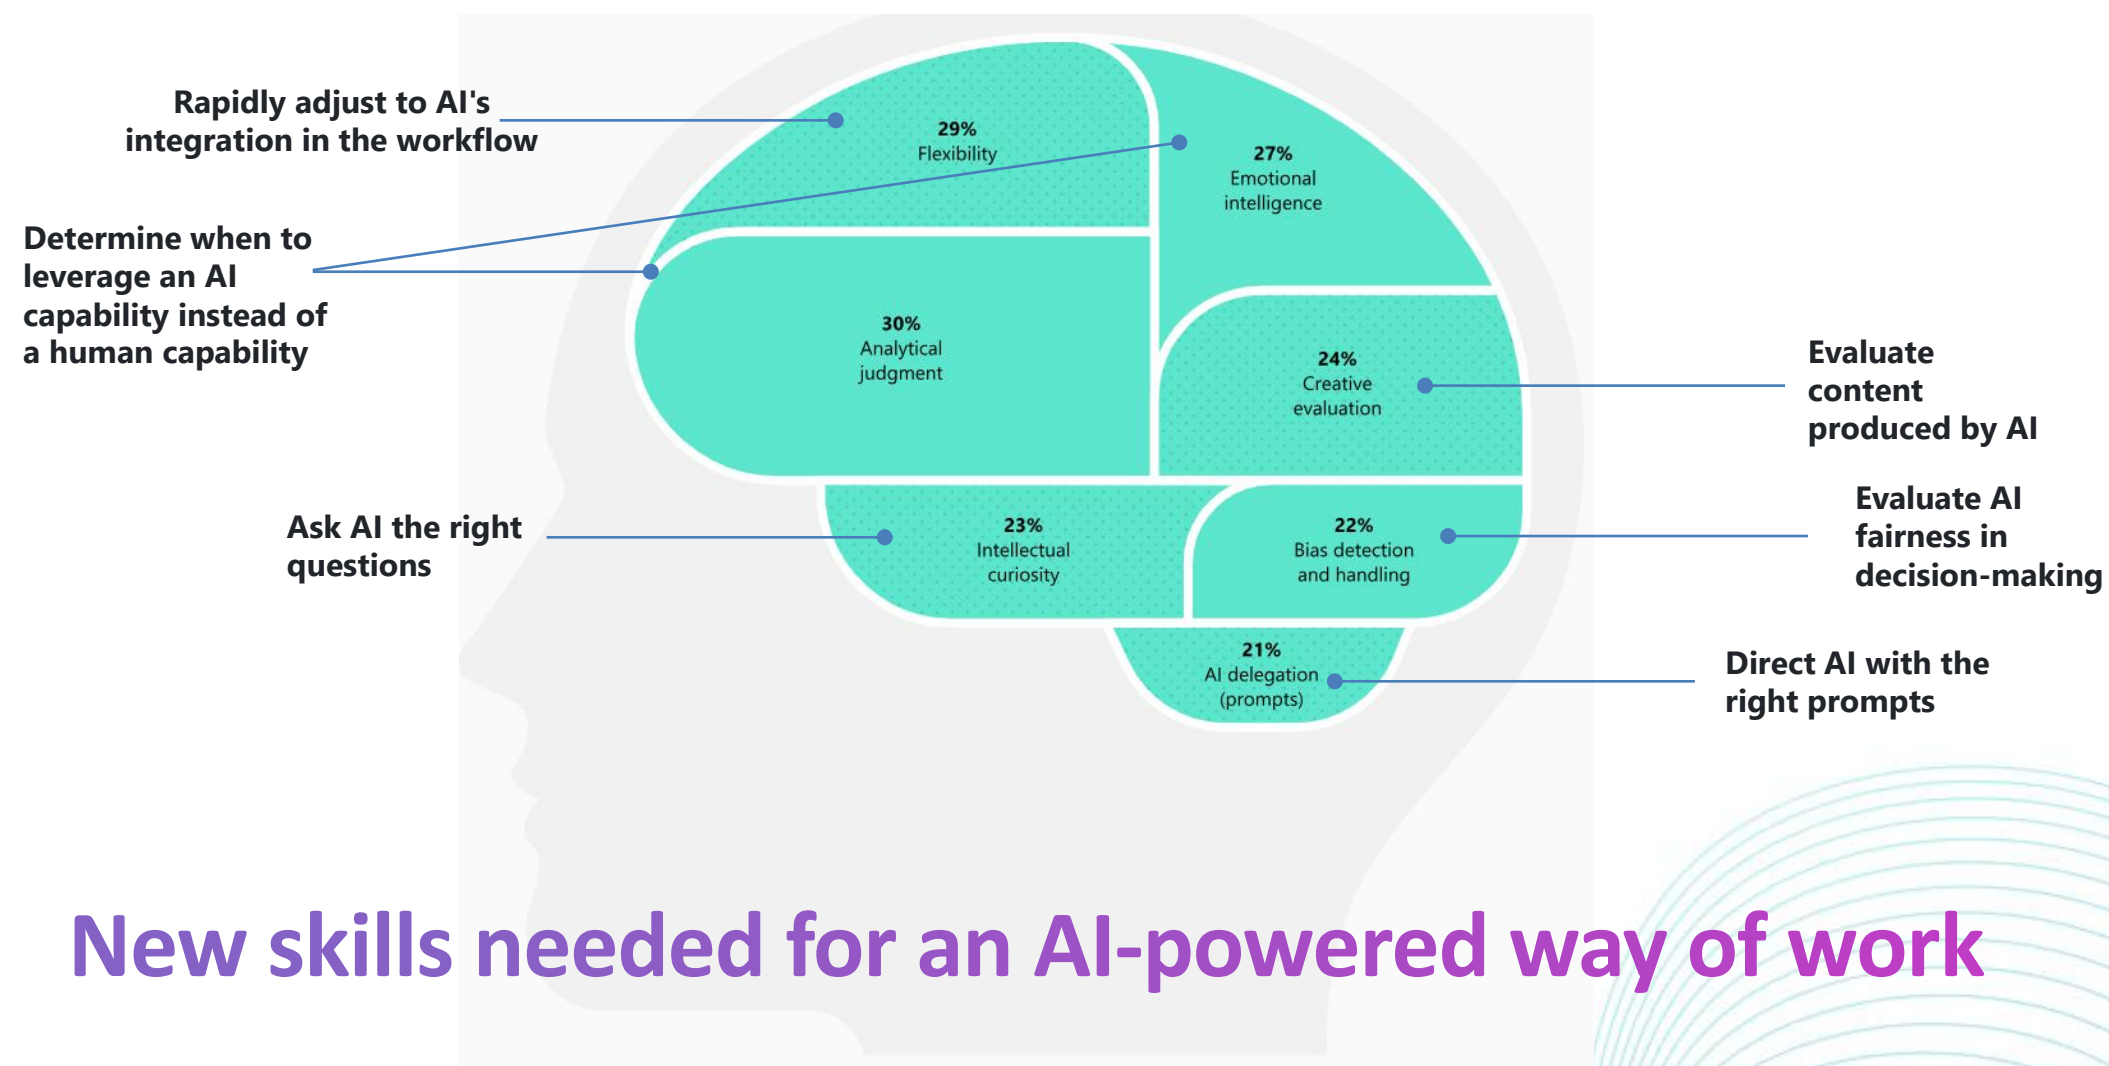 Rapidly adjust to AI's
integration in the workflow
29%
Flexibility
27%
Emotional
intelligence
Determine when to
leverage an AI
capability instead of
a human capability
30%
Analytical
judgment
24%
Creative
evaluation
Evaluate
content
produced by AI
Ask AI the right
questions
23%
Intellectual
curiosity
22%
Bias detection
and handling
Evaluate AI
fairness in
decision-making
21%
AI delegation
(prompts)
Direct AI with the
right prompts
New skills needed for an AI-powered way of work